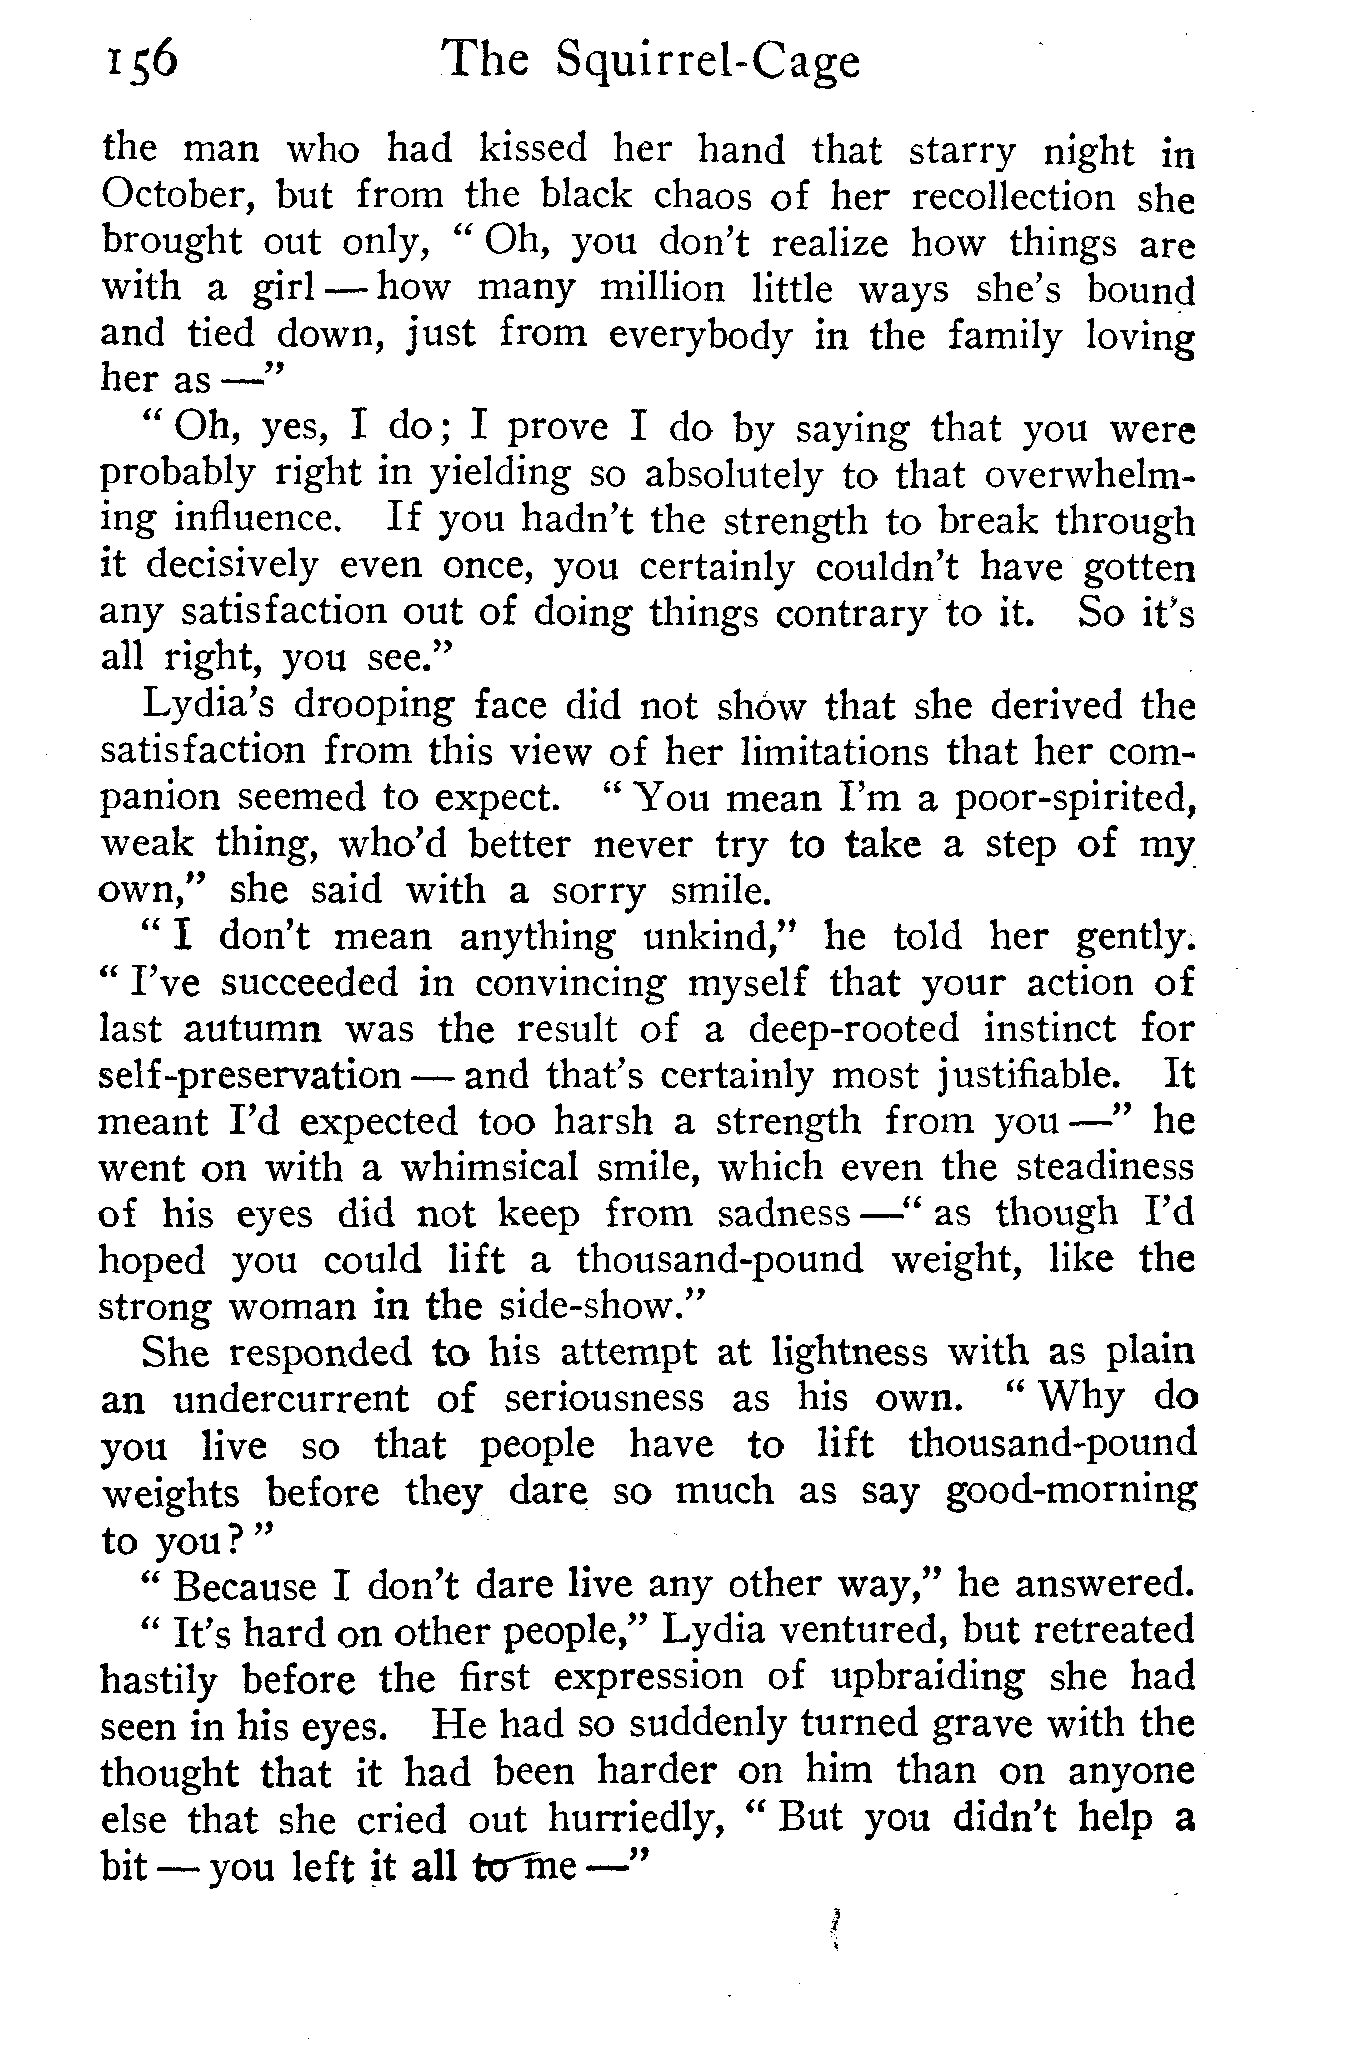 156 The Squirrel-Cage
the man who had kissed her hand that starry night in
October, but from the black chaos of her recollection she
brought out only, “ Oh, you don't realize how things are
with a girl — how many million little ways she's bound
and tied down, just from everybody in the family loving
her as —”
“ Oh, yes, I do; I prove I do by saying that you were
probably right in yielding so absolutely to that overwhelm-
ing influence. If you hadn't the strength to break through
it decisively even once, you certainly couldn't have gotten
any satisfaction out of doing things contrary to it. So it's
all right, you see.”
Lydia's drooping face did not show that she derived the
satisfaction from this view of her limitations that her com-
panion seemed to expect. “ You mean I'm a poor-spirited,
weak thing, who'd better never try to take a step of my
own,” she said with a sorry smile.
“ I don't mean anything unkind,” he told her gently.
“ I've succeeded in convincing myself that your action of
last autumn was the result of a deep-rooted instinct for
self-preservation — and that's certainly most justifiable. It
meant I'd expected too harsh a strength from you —” he
went on with a whimsical smile, which even the steadiness
of his eyes did not keep from sadness —“ as though I'd
hoped you could lift a thousand-pound weight, like the
strong woman in the side-show.”
She responded to his attempt at lightness with as plain
an undercurrent of seriousness as his own. “ Why do
you live so that people have to lift thousand-pound
weights before they dare so much as say good-morning
to you? ”
“ Because I don't dare live any other way,” he answered.
“ It's hard on other people,” Lydia ventured, but retreated
hastily before the first expression of upbraiding she had
seen in his eyes. He had so suddenly turned grave with the
thought that it had been harder on him than on anyone
else that she cried out hurriedly, “ But you didn't help a
bit — you left it all to me —”